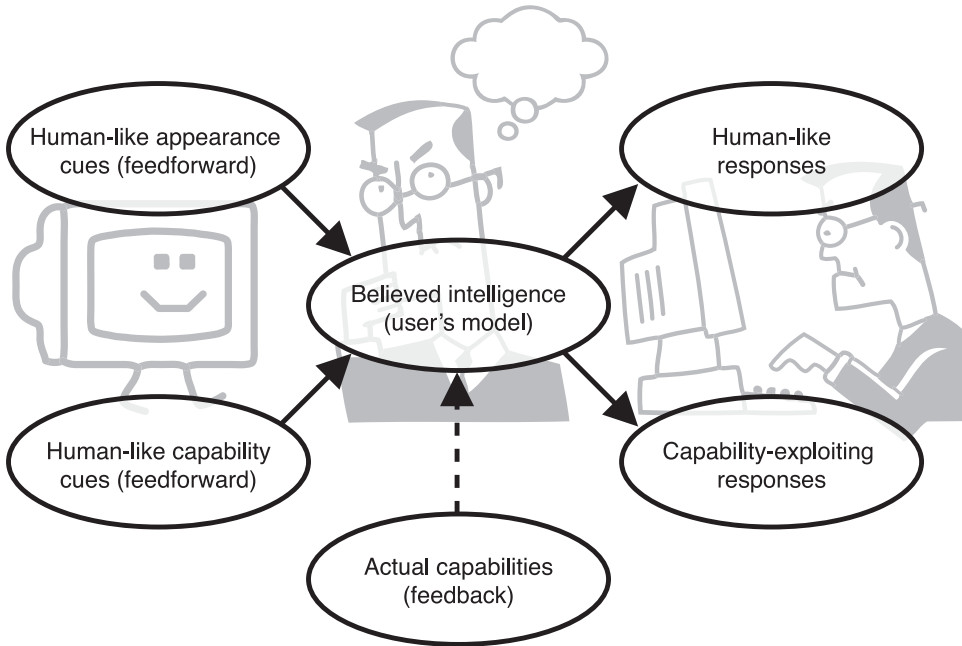 Human-like appearance
cues (feedforward)
Human-like
responses
Believed intelligence
(user's model)
Human-like capability
cues (feedforward)
Capability-exploiting
responses
Actual capabilities
(feedback)